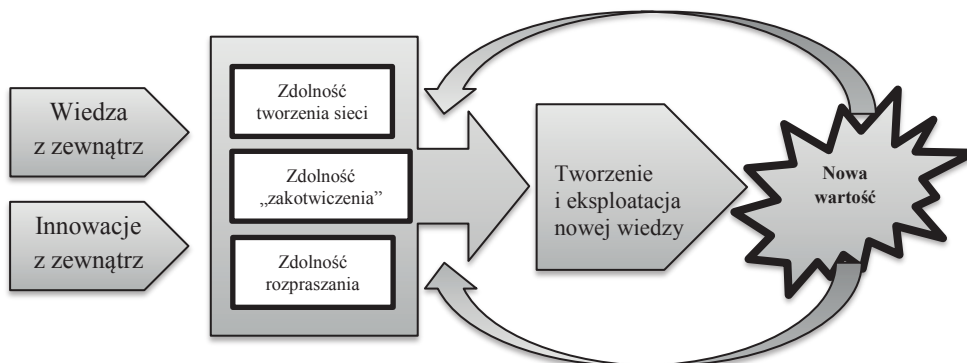 Wiedza
z zewnątrz
Innowacje
z zewnątrz
Zdolność
tworzenia sieci
Zdolność
„zakotwiczenia”
Zdolność
rozpraszania
Tworzenie
i eksploatacja
nowej wiedzy
Nowa
wartość